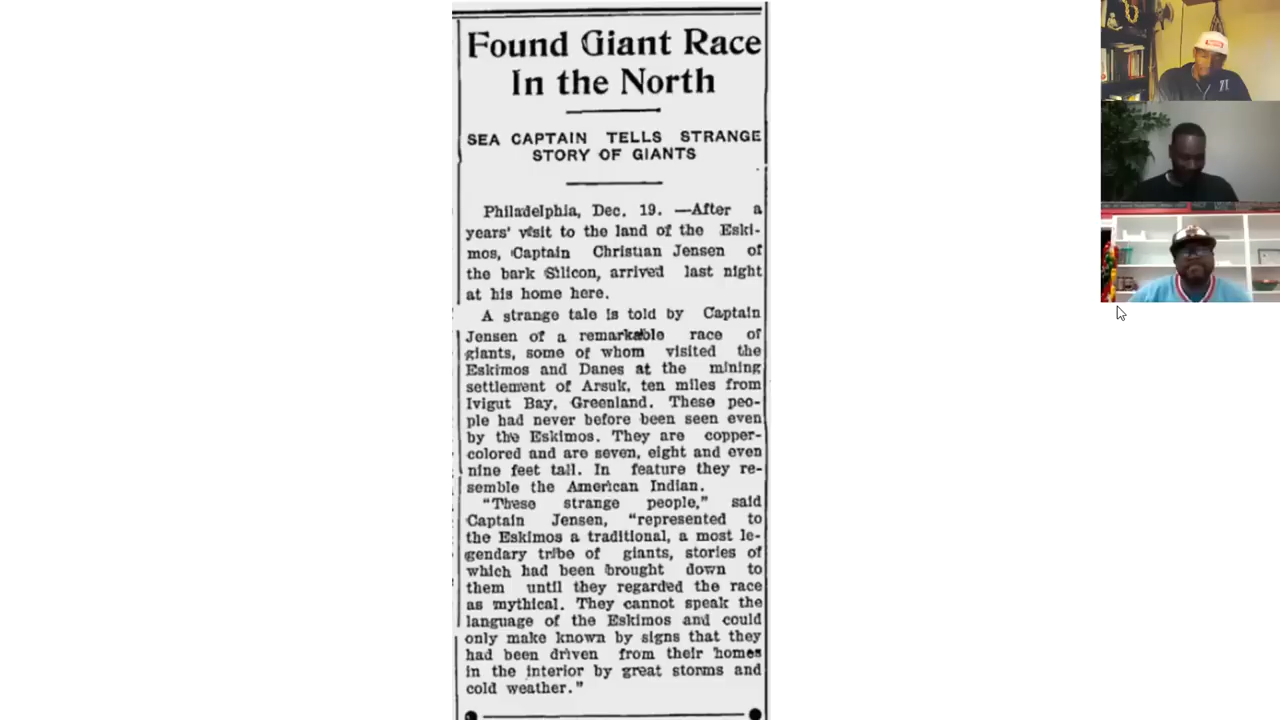 Found Giant Race
In the North
SEA CAPTAIN TELLS STRANGE
STORY OF GIANTS
Philadelphia, Dec. 19. —After a
years' visit to the land of the Eski-
mos, Captain Christian Jensen of
the bark Silicon, arrived last night
at his home here.
A strange tale is told by Captain
Jensen of a remarkable race of
giants, some of whom visited the
Eskimos and Danes at the mining
settlement of Arsuk, ten miles from
Ivigut Bay, Greenland. These peo-
ple had never before been seen even
by the Eskimos. They are copper-
colored and are seven, eight and even
nine feet tall. In feature they re-
semble the American Indian.
"These strange people," said
Captain Jensen, "represented to
the Eskimos a traditional, a most le-
gendary tribe of giants, stories of
which had been brought down to
them until they regarded the race
as mythical. They cannot speak the
language of the Eskimos and could
only make known by signs that they
had been driven from their homes
in the interior by great storms and
cold weather."